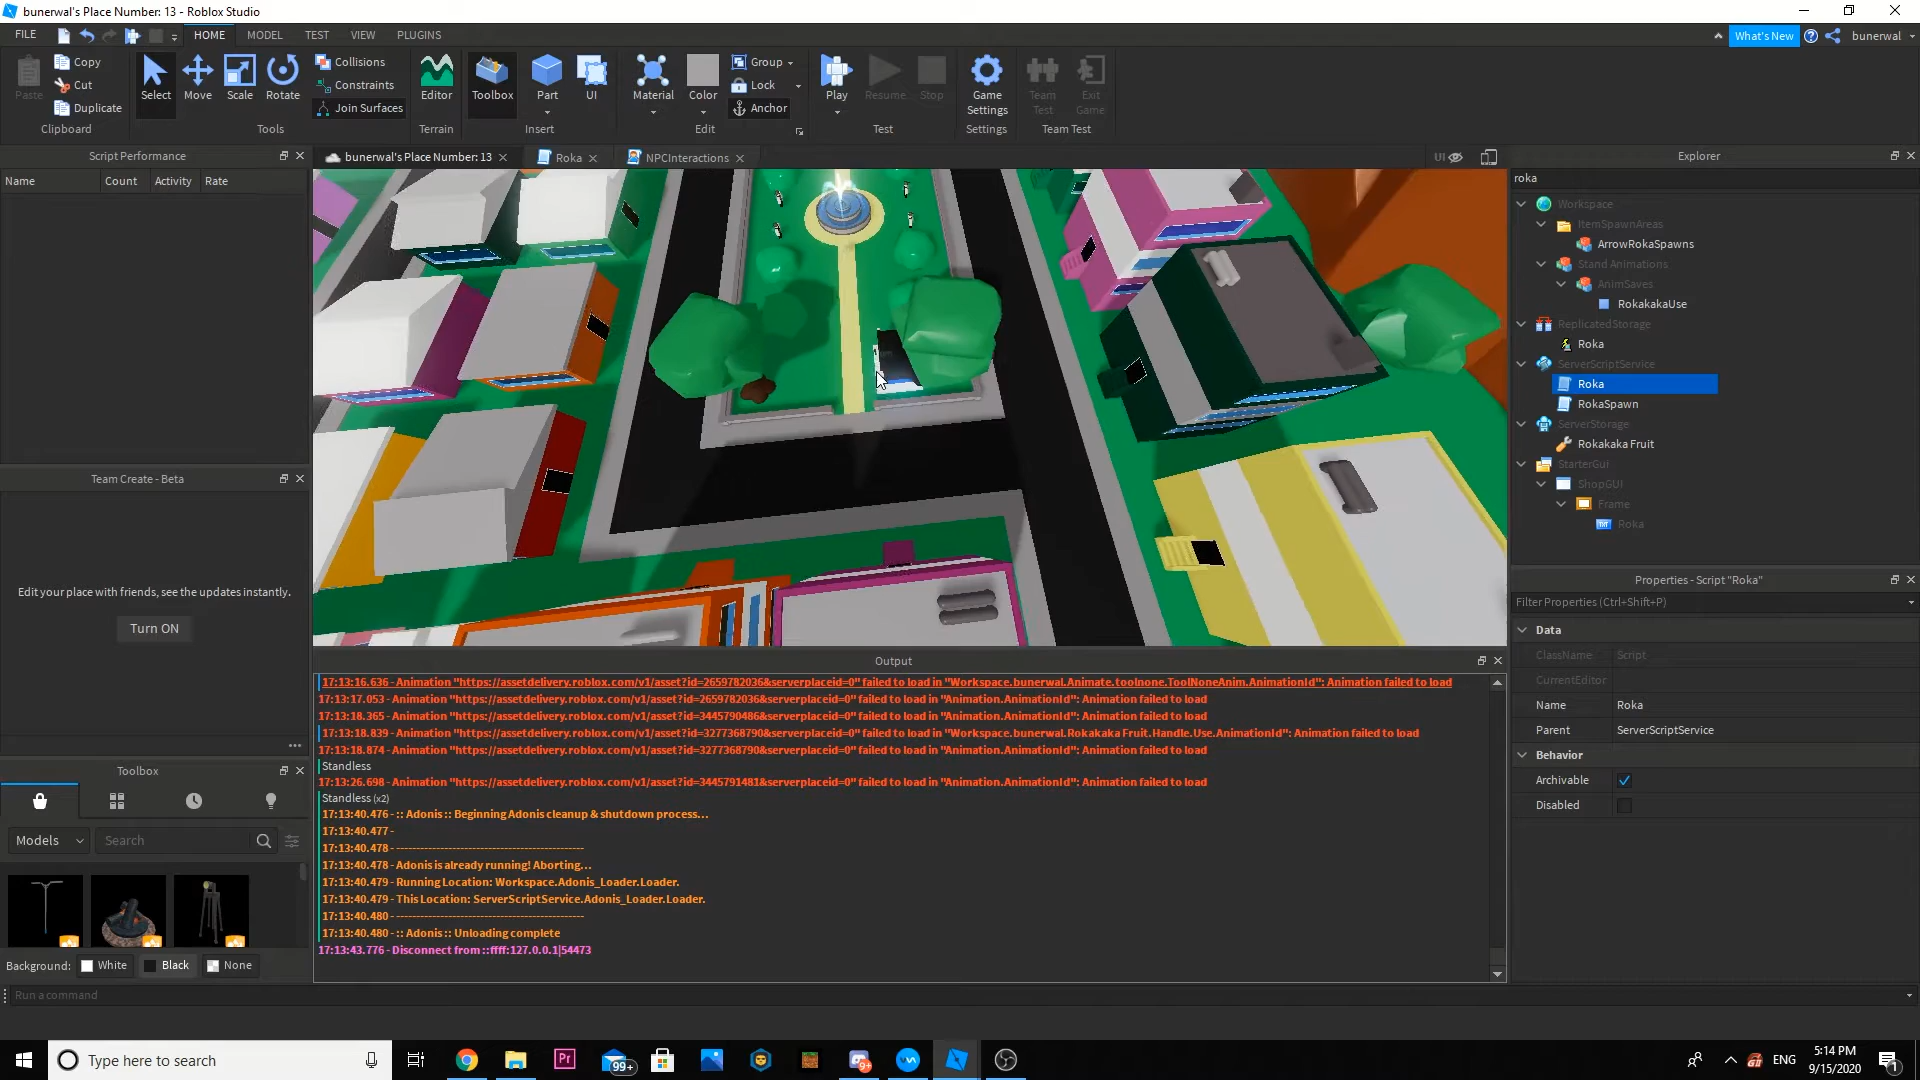 bunerwal's Place Number: 13 - Roblox Studio
FILE
HOME
MODEL
TEST
VIEW
PLUGINS
What's New
bunerwal
Paste
Copy
Cut
Duplicate
Clipboard
Select
Move
Scale
Rotate
Collisions
Constraints
Join Surfaces
Tools
Editor
Terrain
Toolbox
Part
UI
Insert
Material
Color
Group
Lock
Anchor
Edit
Play
Resume
Stop
Test
Game Settings
Settings
Team Test
Exit Game
Team Test
Script Performance
Name
Count
Activity
Rate
bunerwal's Place Number: 13
Roka
NPCInteractions
UI
Explorer
roka
Workspace
ItemSpawnAreas
ArrowRokaSpawns
Stand Animations
AnimSaves
RokakakaUse
ReplicatedStorage
Roka
ServerScriptService
Roka
RokaSpawn
ServerStorage
Rokakaka Fruit
StarterGui
ShopGUI
Frame
TXT
Roka
Team Create - Beta
Edit your place with friends, see the updates instantly.
Turn ON
Toolbox
Models
Search
Background:
White
Black
None
Output
17:13:16.636 - Animation "https://assetdelivery.roblox.com/v1/asset?id=2659782036&serverplaceid=0" failed to load in "Workspace.bunerwal.Animate.toolnone.ToolNoneAnim.AnimationId": Animation failed to load
17:13:17.053 - Animation "https://assetdelivery.roblox.com/v1/asset?id=2659782036&serverplaceid=0" failed to load in "Animation.AnimationId": Animation failed to load
17:13:18.365 - Animation "https://assetdelivery.roblox.com/v1/asset?id=3445790486&serverplaceid=0" failed to load in "Animation.AnimationId": Animation failed to load
17:13:18.839 - Animation "https://assetdelivery.roblox.com/v1/asset?id=3277368790&serverplaceid=0" failed to load in "Workspace.bunerwal.Rokakaka Fruit.Handle.Use.AnimationId": Animation failed to load
17:13:18.874 - Animation "https://assetdelivery.roblox.com/v1/asset?id=3277368790&serverplaceid=0" failed to load in "Animation.AnimationId": Animation failed to load
Standless
17:13:26.698 - Animation "https://assetdelivery.roblox.com/v1/asset?id=3445791481&serverplaceid=0" failed to load in "Animation.AnimationId": Animation failed to load
Standless (x2)
17:13:40.476 - :: Adonis :: Beginning Adonis cleanup & shutdown process...
17:13:40.477 -
17:13:40.478 - -----------------------------------------------
17:13:40.478 - Adonis is already running! Aborting...
17:13:40.479 - Running Location: Workspace.Adonis_Loader.Loader.
17:13:40.479 - This Location: ServerScriptService.Adonis_Loader.Loader.
17:13:40.480 - -----------------------------------------------
17:13:40.480 - :: Adonis :: Unloading complete
17:13:43.776 - Disconnect from ::ffff:127.0.0.1|54473
Properties - Script "Roka"
Filter Properties (Ctrl+Shift+P)
Data
ClassName
Script
CurrentEditor
Name
Roka
Parent
ServerScriptService
Behavior
Archivable
Disabled
Run a command
Type here to search
Pr
99+
9+
ENG
5:14 PM
9/15/2020
1